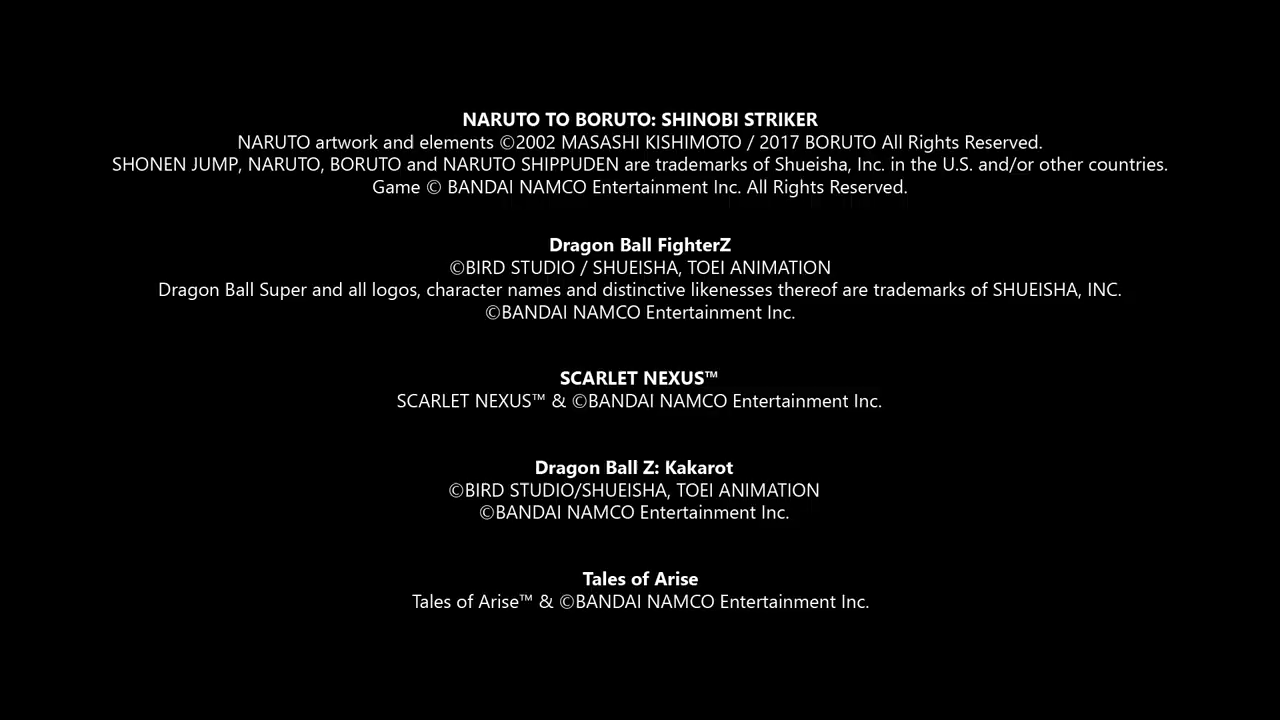 NARUTO TO BORUTO: SHINOBI STRIKER
NARUTO artwork and elements ©2002 MASASHI KISHIMOTO / 2017 BORUTO All Rights Reserved.
SHONEN JUMP, NARUTO, BORUTO and NARUTO SHIPPUDEN are trademarks of Shueisha, Inc. in the U.S. and/or other countries.
Game © BANDAI NAMCO Entertainment Inc. All Rights Reserved.
Dragon Ball FighterZ
©BIRD STUDIO / SHUEISHA, TOEI ANIMATION
Dragon Ball Super and all logos, character names and distinctive likenesses thereof are trademarks of SHUEISHA, INC.
©BANDAI NAMCO Entertainment Inc.
SCARLET NEXUS™
SCARLET NEXUS™ & ©BANDAI NAMCO Entertainment Inc.
Dragon Ball Z: Kakarot
©BIRD STUDIO/SHUEISHA, TOEI ANIMATION
©BANDAI NAMCO Entertainment Inc.
Tales of Arise
Tales of Arise™ & ©BANDAI NAMCO Entertainment Inc.